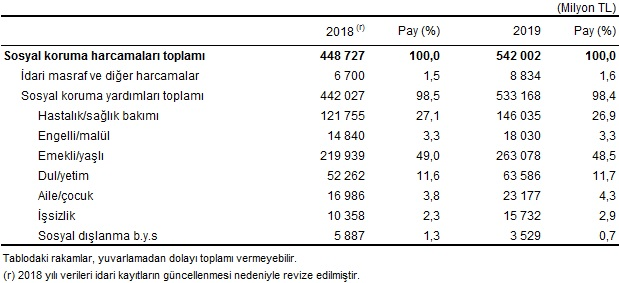 (Milyon TL)
2018 (r) Pay (%) 2019 Pay (%)
Sosyal koruma harcamaları toplamı 448 727 100,0 542 002 100,0
İdari masraf ve diğer harcamalar 6 700 1,5 8 834 1,6
Sosyal koruma yardımları toplamı 442 027 98,5 533 168 98,4
Hastalık/sağlık bakımı 121 755 27,1 146 035 26,9
Engelli/malül 14 840 3,3 18 030 3,3
Emekli/yaşlı 219 939 49,0 263 078 48,5
Dul/yetim 52 262 11,6 63 586 11,7
Aile/çocuk 16 986 3,8 23 177 4,3
İşsizlik 10 358 2,3 15 732 2,9
Sosyal dışlanma b.y.s 5 887 1,3 3 529 0,7
Tablodaki rakamlar, yuvarlamadan dolayı toplamı vermeyebilir.
(r) 2018 yılı verileri idari kayıtların güncellenmesi nedeniyle revize edilmiştir.